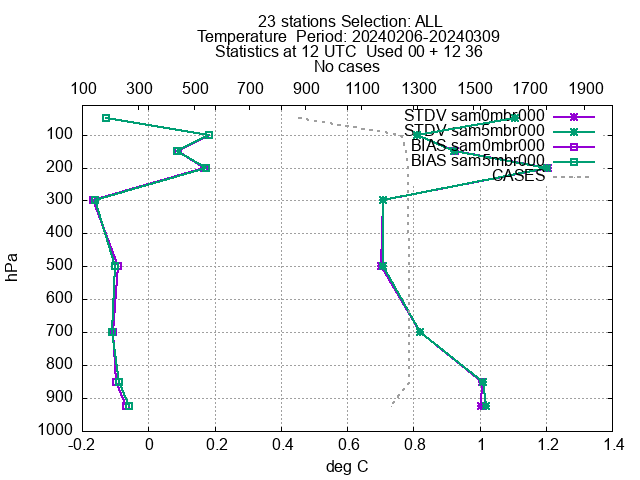 23 stations Selection: ALL
Temperature  Period: 20240206-20240309
Statistics at 12 UTC  Used 00 + 12 36
No cases
100 300 500 700 900 1100 1300 1500 1700 1900
STDV sam0mbr000
STDV sam5mbr000
BIAS sam0mbr000
BIAS sam5mbr000
CASES
100
200
300
400
500
600
700
800
900
1000
hPa
-0.2 0 0.2 0.4 0.6 0.8 1 1.2 1.4
deg C